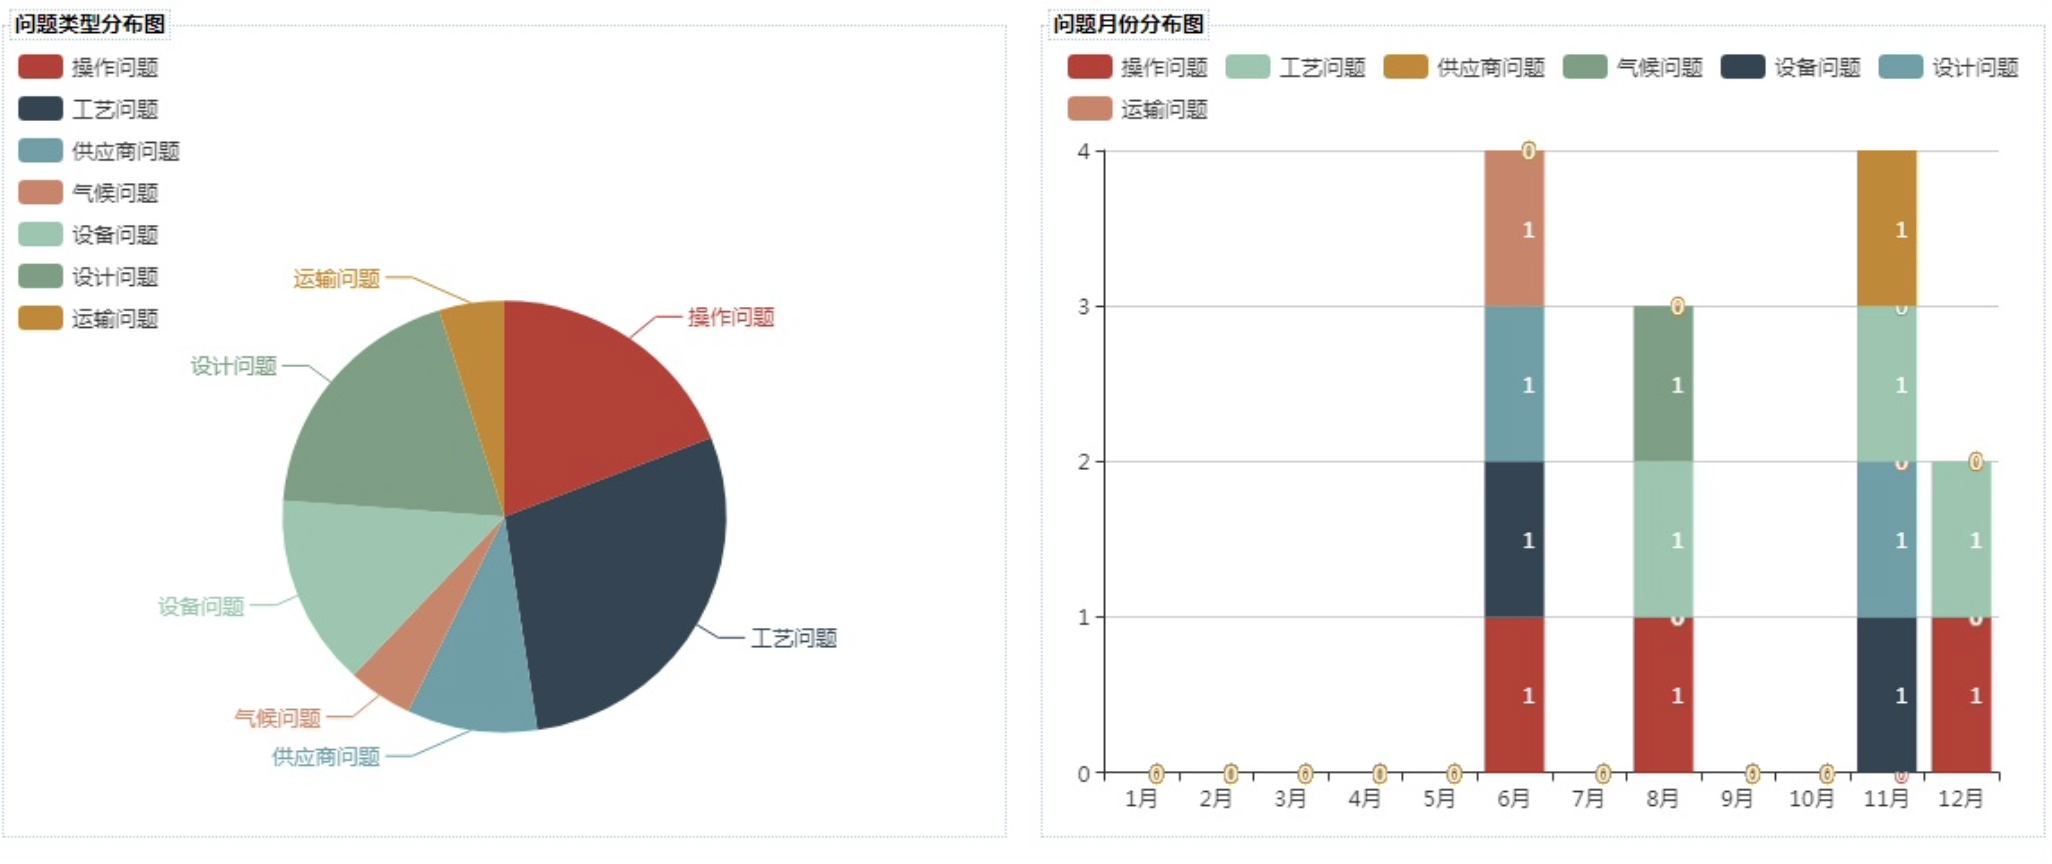 问题类型分布图
操作问题
工艺问题
供应商问题
气候问题
设备问题
设计问题
运输问题
运输问题
操作问题
设计问题
设备问题
工艺问题
气候问题
供应商问题
问题月份分布图
操作问题 工艺问题 供应商问题 气候问题 设备问题 设计问题
运输问题
4 0
1 1
3 0 0
1 1 1
2 0 0
1 1 1 1
1 0 0
1 1 1 1
0 0 0 0 0 0 0 0 0 0
1月 2月 3月 4月 5月 6月 7月 8月 9月 10月 11月 12月